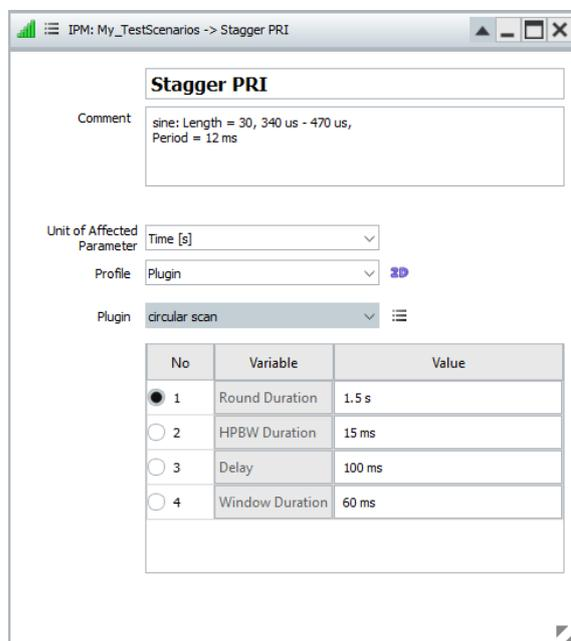 IPM: My_TestScenarios -> Stagger PRI
Stagger PRI
Comment
sine: Length = 30, 340 us - 470 us,
Period = 12 ms
Unit of Affected
Parameter
Time [s]
Profile
Plugin
2D
Plugin
circular scan
No Variable Value
1 Round Duration 1.5 s
2 HPBW Duration 15 ms
3 Delay 100 ms
4 Window Duration 60 ms